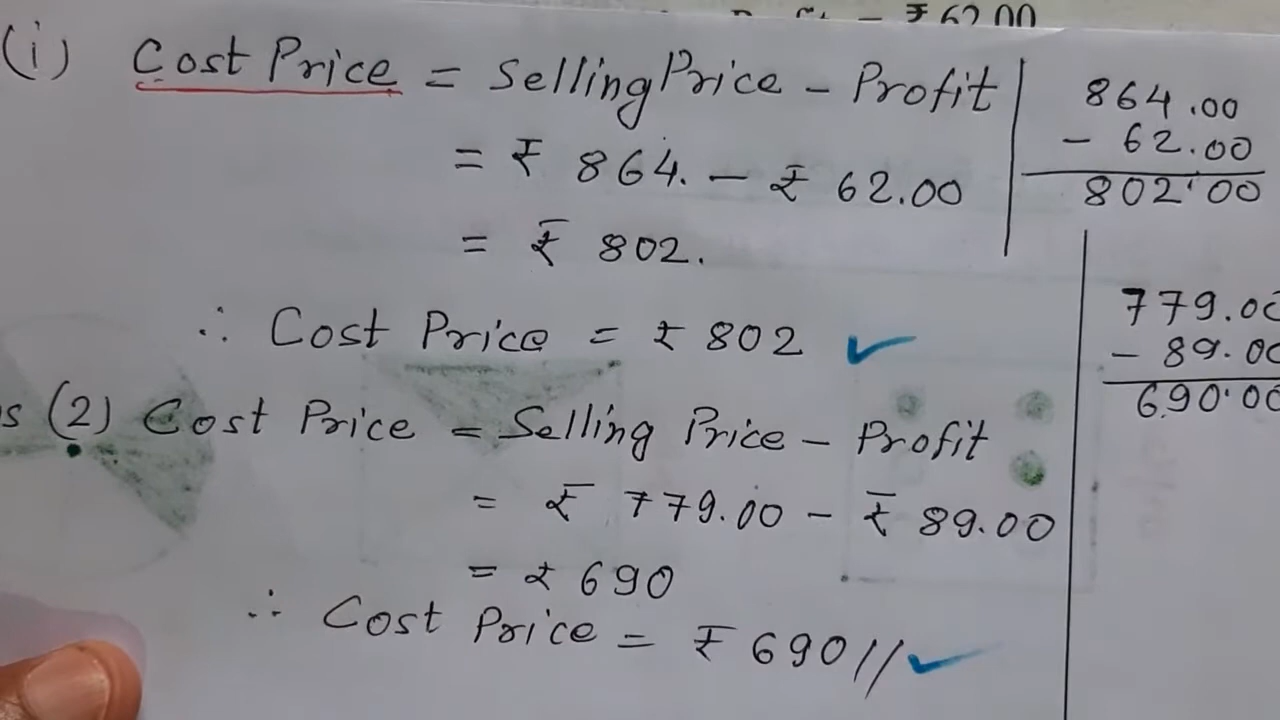 ₹ 62.00
(i) Cost Price = Selling Price - Profit
= ₹ 864. - ₹ 62.00
= ₹ 802.
∴ Cost Price = ₹ 802 ✓
864.00
- 62.00
802.00
s (2) Cost Price = Selling Price - Profit
= ₹ 779.00 - ₹ 89.00
= ₹ 690
∴ Cost Price = ₹ 690 // ✓
779.00
- 89.00
690.00